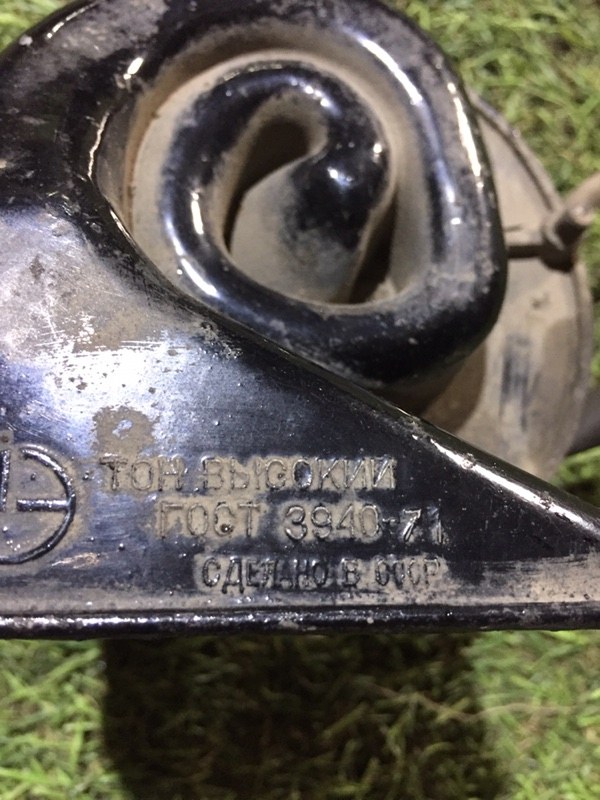 ТОН ВЫСОКИЙ
ГОСТ 3940-71
СДЕЛАНО В СССР